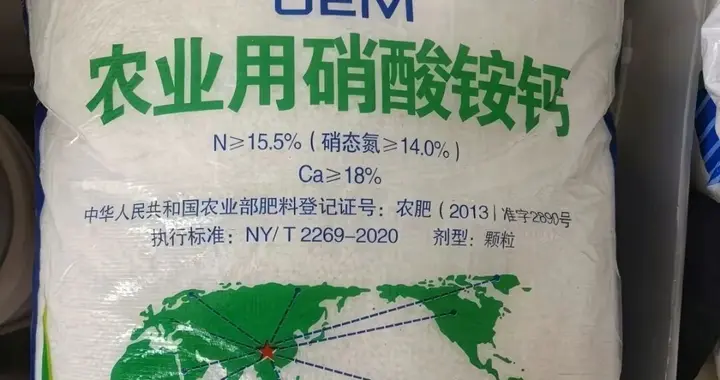 OEM
农业用硝酸铵钙
N≥15.5%(硝态氮≥14.0%)
Ca≥18%
中华人民共和国农业部肥料登记证号：农肥(2013)准字2890号
执行标准：NY/T 2269-2020 剂型：颗粒